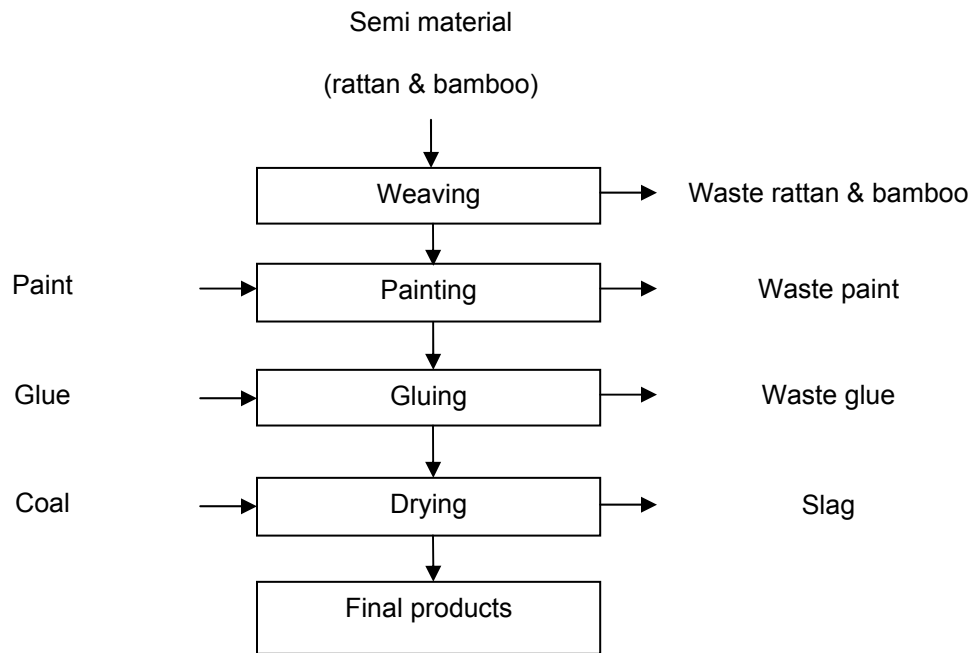 Semi material
(rattan & bamboo)
Weaving
Waste rattan & bamboo
Paint
Painting
Waste paint
Glue
Gluing
Waste glue
Coal
Drying
Slag
Final products